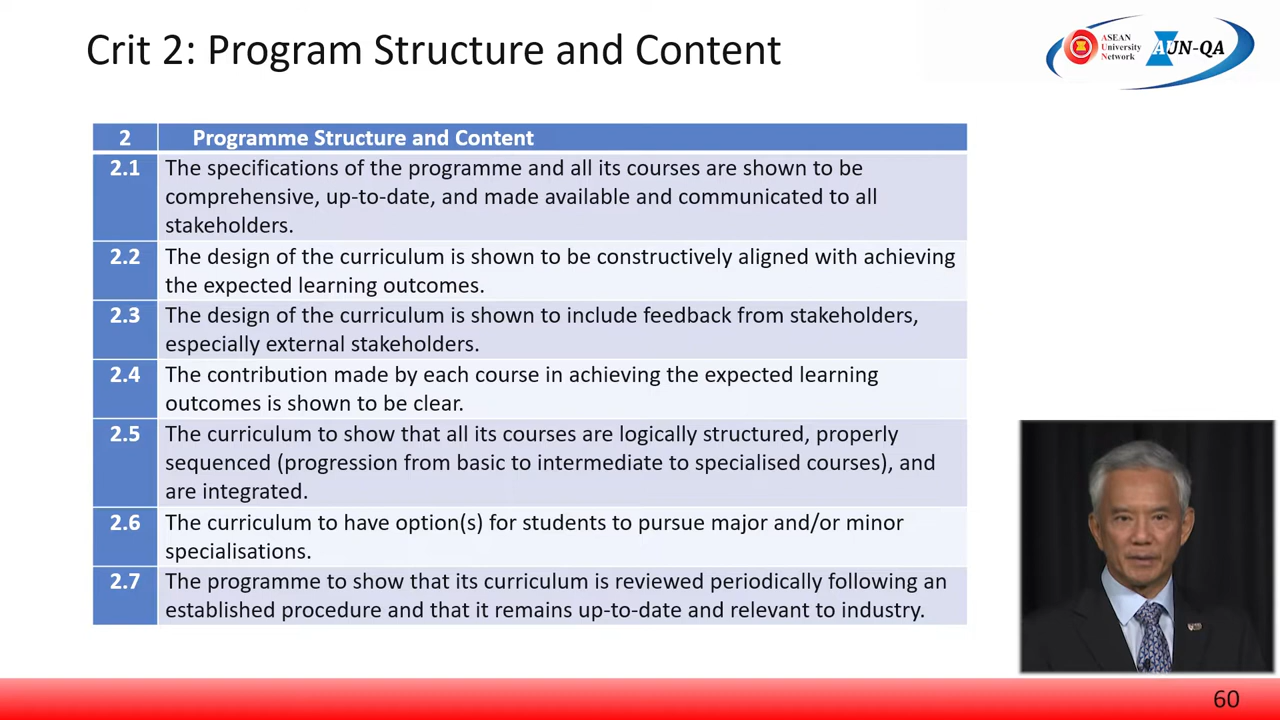 Crit 2: Program Structure and Content
ASEAN
University
Network
AUN-QA
2 Programme Structure and Content
2.1 The specifications of the programme and all its courses are shown to be
comprehensive, up-to-date, and made available and communicated to all
stakeholders.
2.2 The design of the curriculum is shown to be constructively aligned with achieving
the expected learning outcomes.
2.3 The design of the curriculum is shown to include feedback from stakeholders,
especially external stakeholders.
2.4 The contribution made by each course in achieving the expected learning
outcomes is shown to be clear.
2.5 The curriculum to show that all its courses are logically structured, properly
sequenced (progression from basic to intermediate to specialised courses), and
are integrated.
2.6 The curriculum to have option(s) for students to pursue major and/or minor
specialisations.
2.7 The programme to show that its curriculum is reviewed periodically following an
established procedure and that it remains up-to-date and relevant to industry.
60